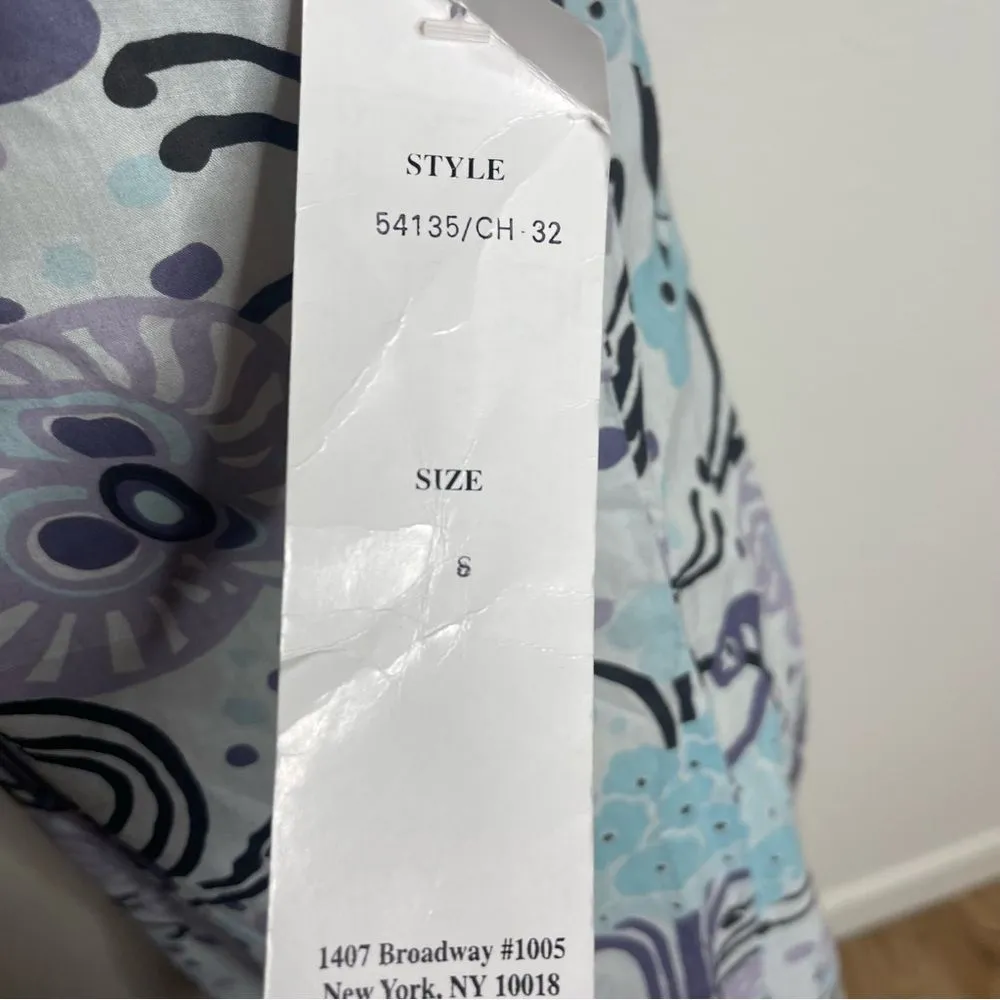 STYLE
54135/CH-32
SIZE
S
1407 Broadway #1005
New York, NY 10018